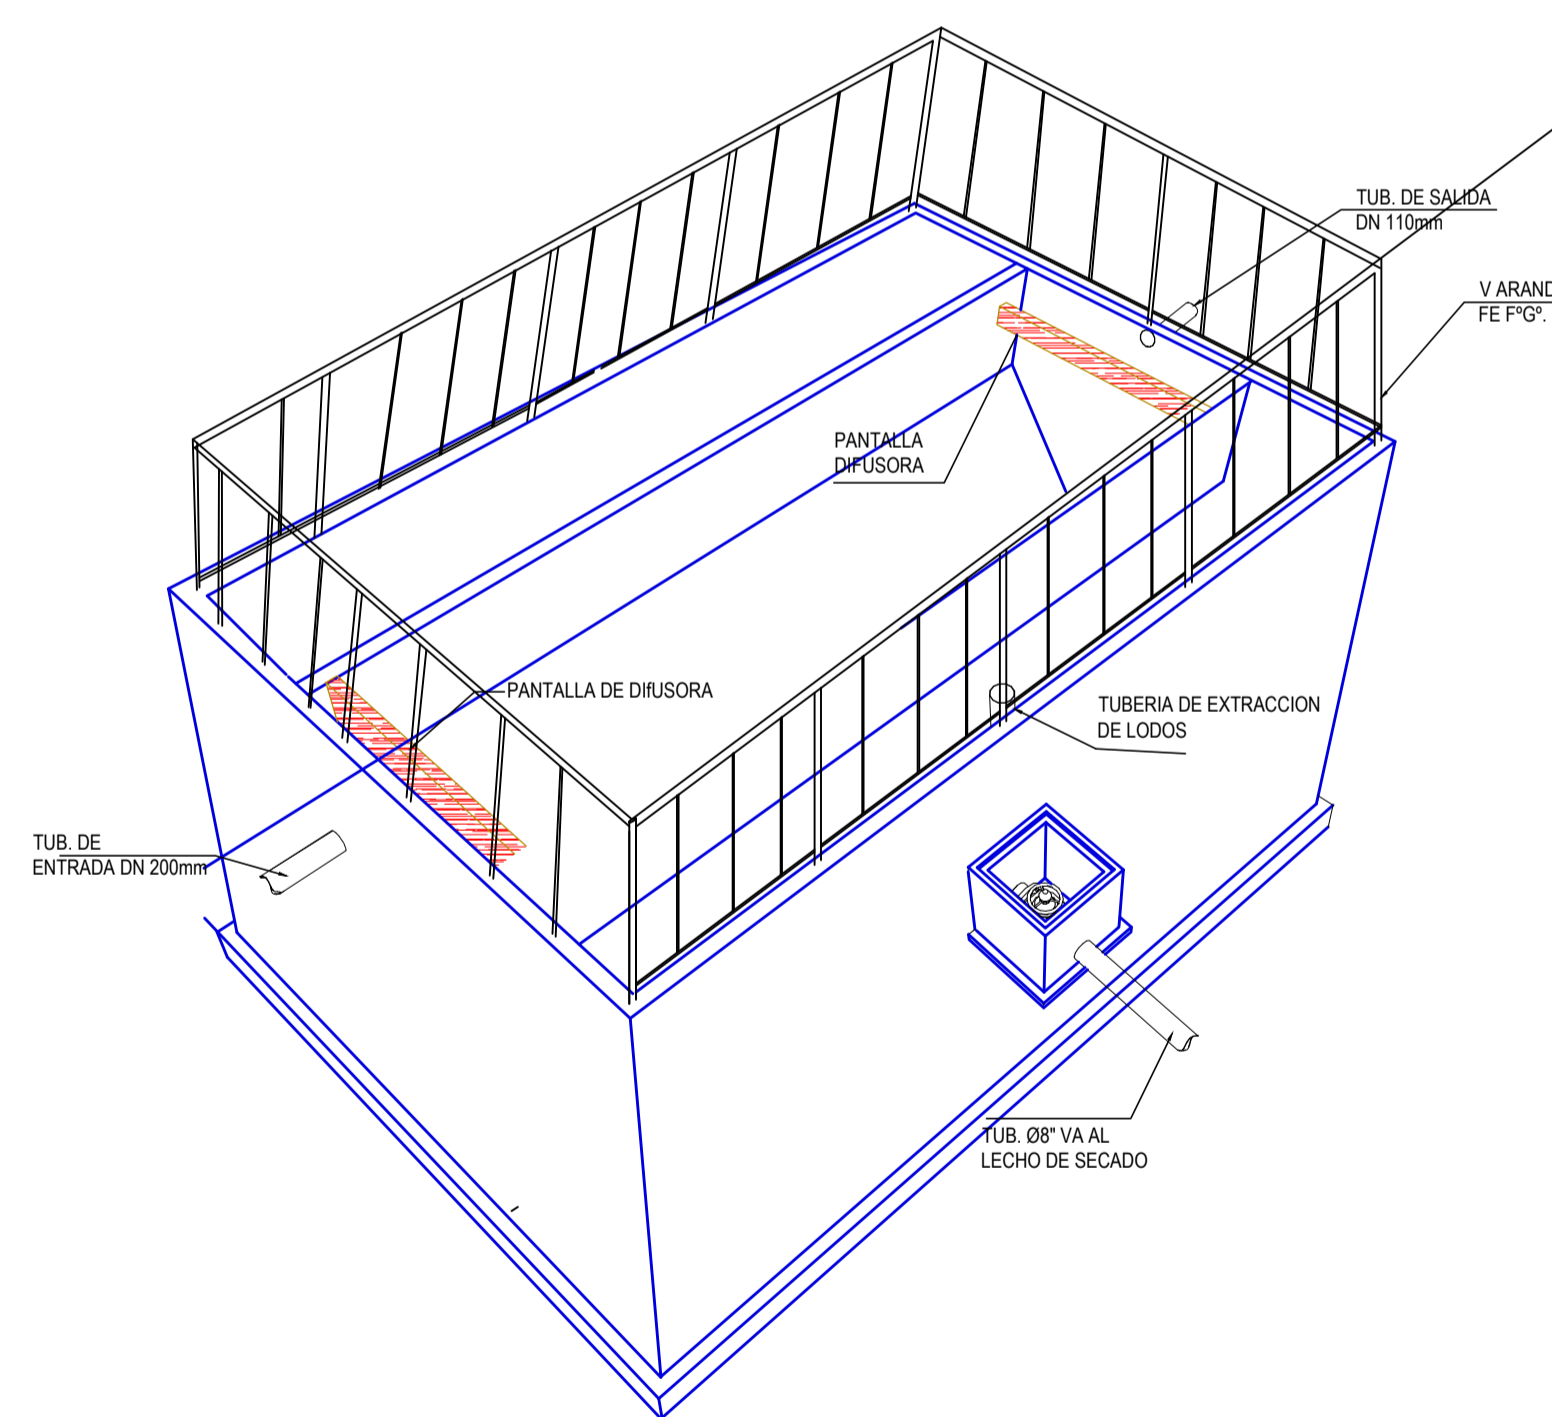 TUB. DE SALIDA
DN 110mm
V ARAND
FE FºGº.
PANTALLA
DIFUSORA
PANTALLA DE DIfUSORA
TUBERIA DE EXTRACCION
DE LODOS
TUB. DE
ENTRADA DN 200mm
TUB. Ø8" VA AL
LECHO DE SECADO